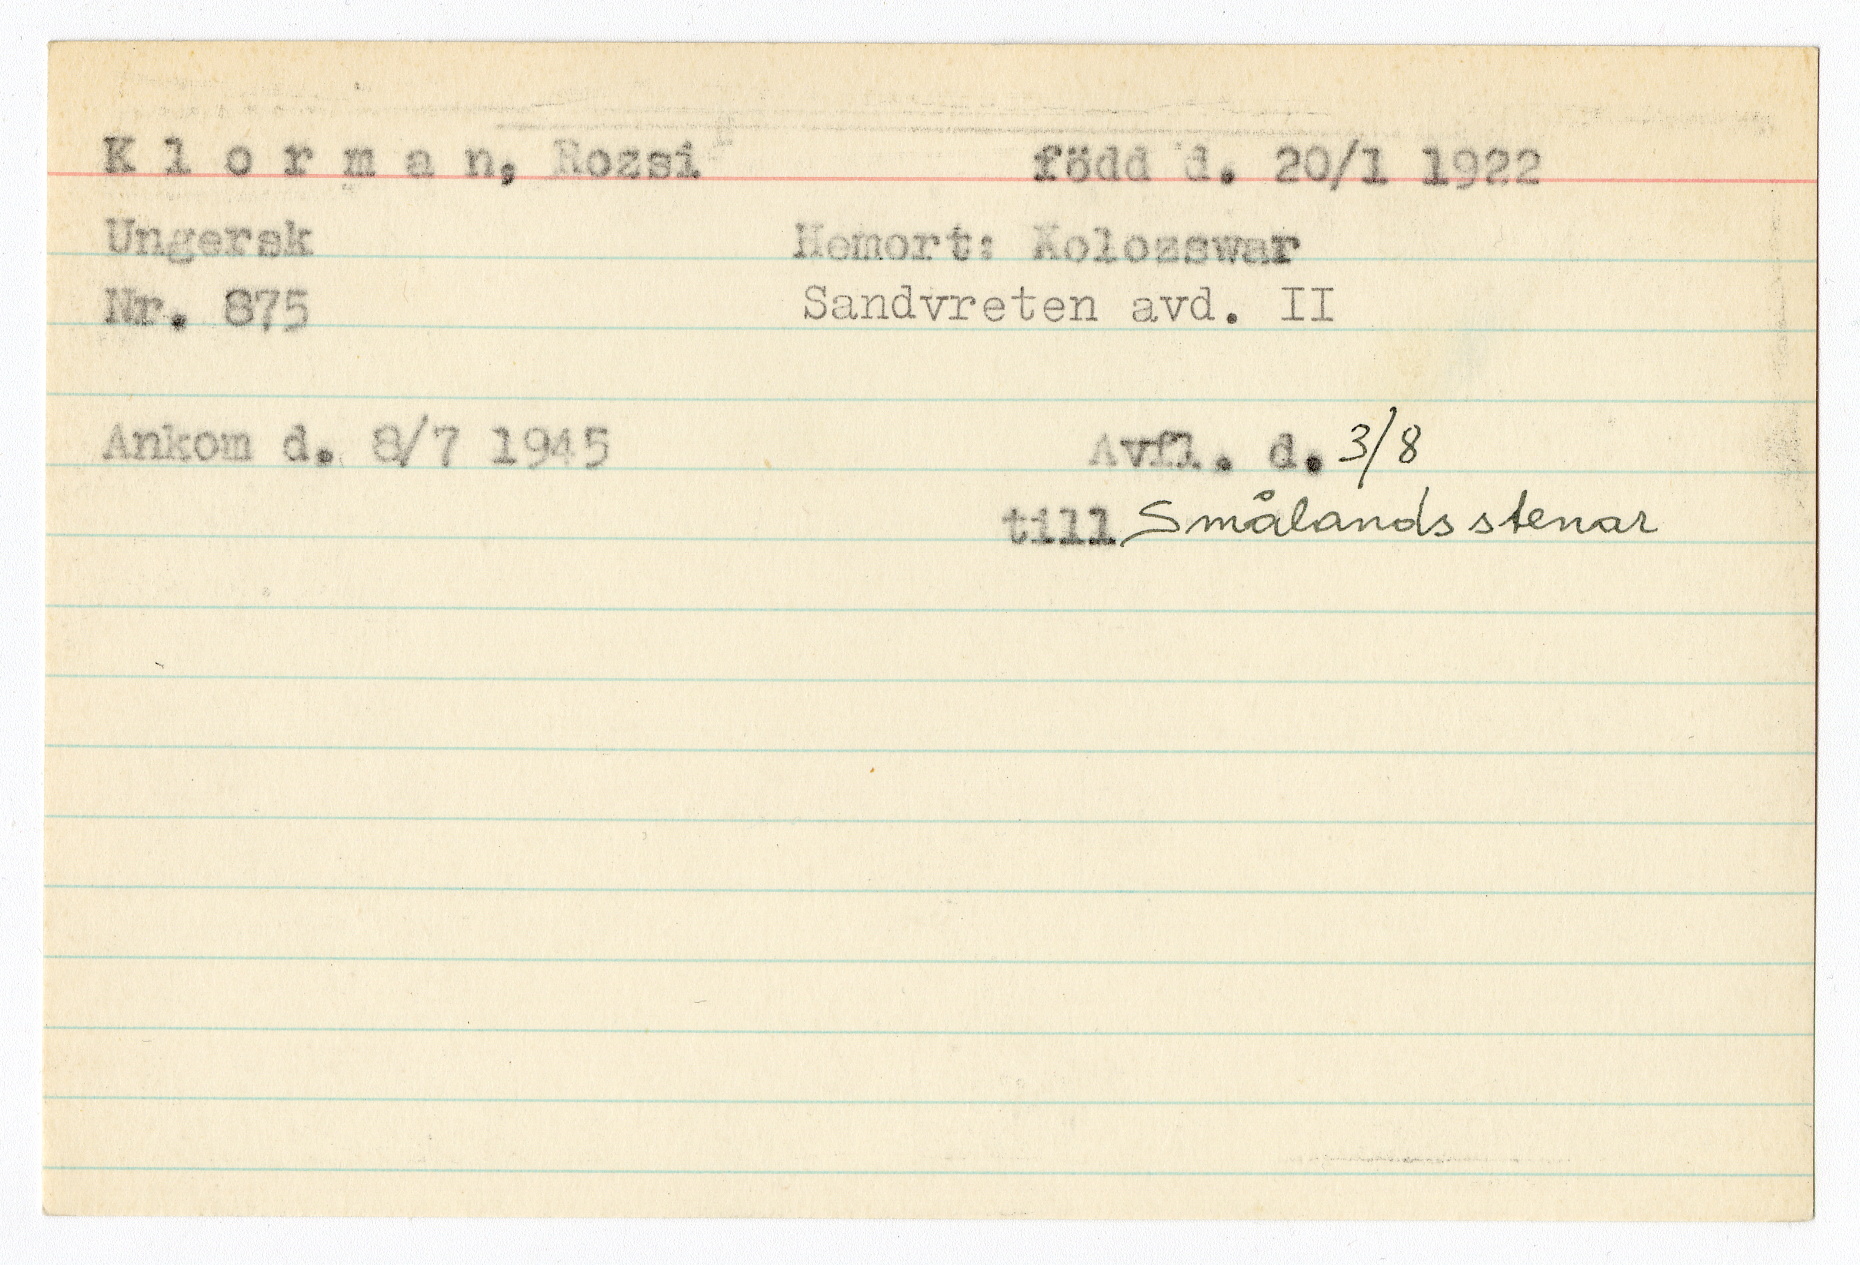 K l o r m a n, Rozsi född d. 20/1 1922
Ungersk Hemort: Kolozswar
Nr. 875 Sandvreten avd. II
Ankom d. 8/7 1945 Avfl. d. 3/8
till Smålandsstenar